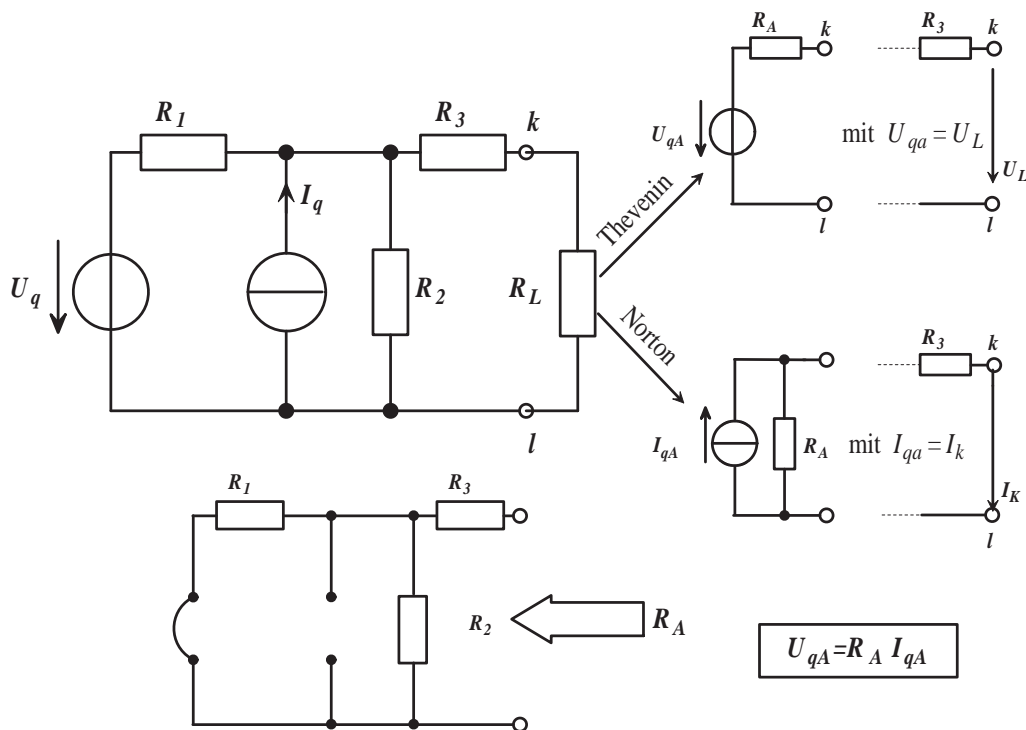 R1
R3
k
Iq
Uq
R2
RL
l
Thevenin
Norton
RA
k
UqA
l
R3
k
mit Uqa = UL
UL
l
IqA
RA
R3
k
mit Iqa = Ik
IK
l
R1
R3
R2
RA
UqA=RA IqA